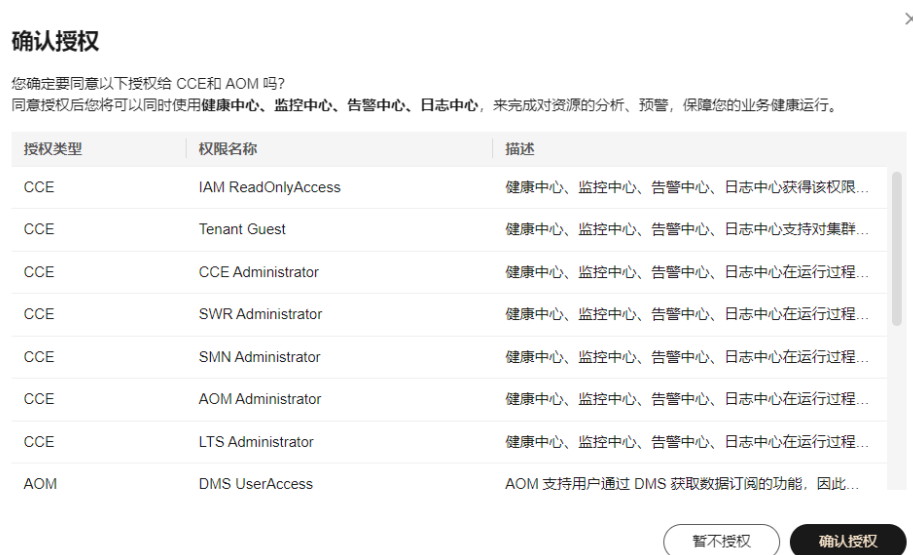 确认授权
您确定要同意以下授权给 CCE和 AOM 吗?
同意授权后您将可以同时使用健康中心、监控中心、告警中心、日志中心，来完成对资源的分析、预警，保障您的业务健康运行。
授权类型 权限名称 描述
CCE IAM ReadOnlyAccess 健康中心、监控中心、告警中心、日志中心获得该权限...
CCE Tenant Guest 健康中心、监控中心、告警中心、日志中心支持对集群...
CCE CCE Administrator 健康中心、监控中心、告警中心、日志中心在运行过程...
CCE SWR Administrator 健康中心、监控中心、告警中心、日志中心在运行过程...
CCE SMN Administrator 健康中心、监控中心、告警中心、日志中心在运行过程...
CCE AOM Administrator 健康中心、监控中心、告警中心、日志中心在运行过程...
CCE LTS Administrator 健康中心、监控中心、告警中心、日志中心在运行过程...
AOM DMS UserAccess AOM 支持用户通过 DMS 获取数据订阅的功能，因此...
暂不授权 确认授权